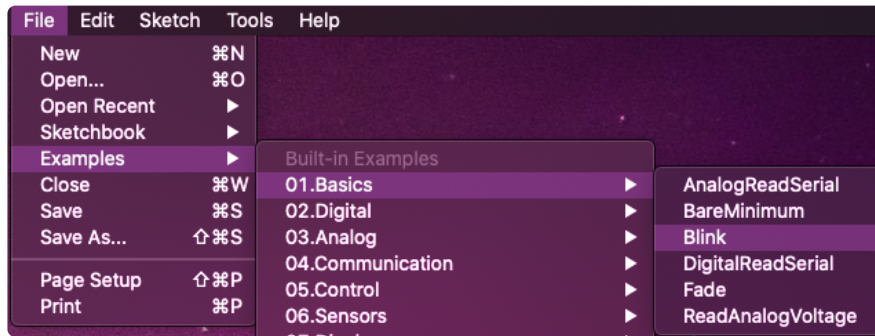 File Edit Sketch Tools Help
New ⌘N
Open... ⌘O
Open Recent ▶
Sketchbook ▶
Examples ▶
Close ⌘W
Save ⌘S
Save As... ⇧⌘S
Page Setup ⇧⌘P
Print ⌘P
Built-in Examples
01.Basics ▶
02.Digital ▶
03.Analog ▶
04.Communication ▶
05.Control ▶
06.Sensors ▶
AnalogReadSerial
BareMinimum
Blink
DigitalReadSerial
Fade
ReadAnalogVoltage